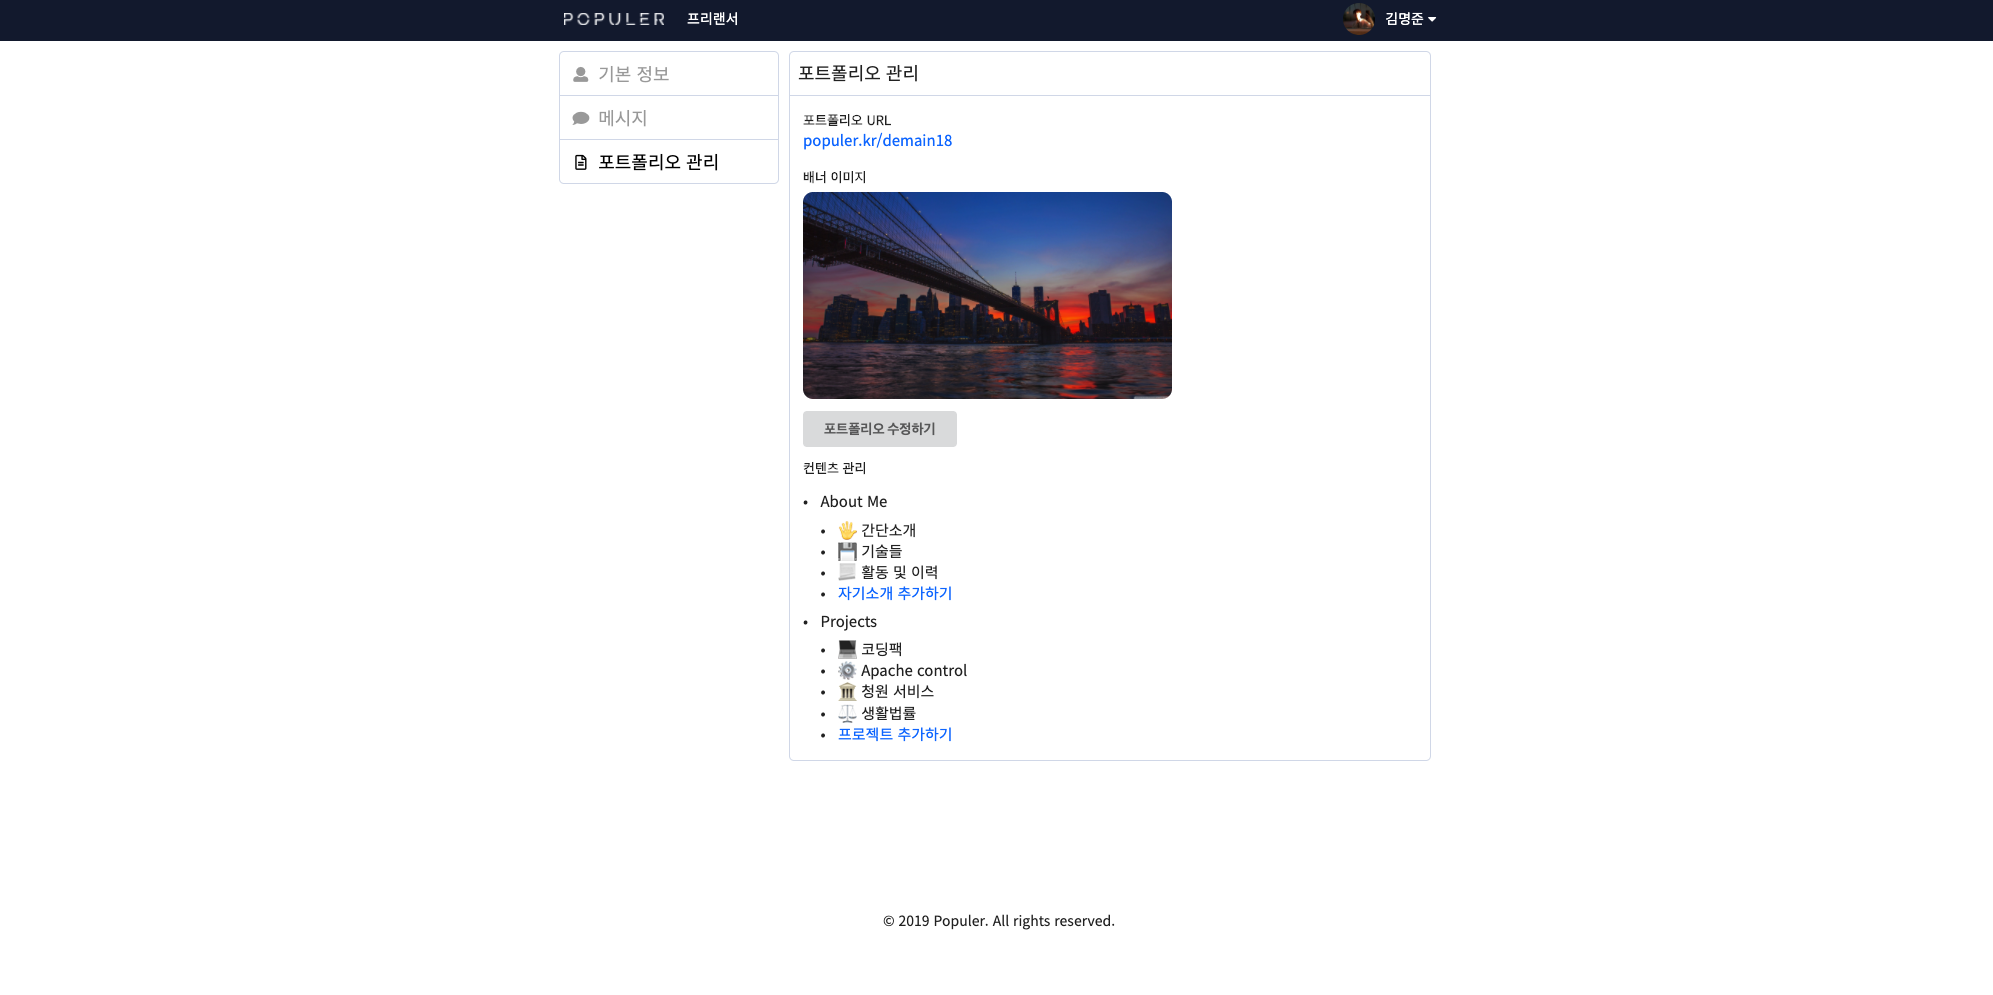 POPULER 프리랜서 김명준
기본 정보
메시지
포트폴리오 관리
포트폴리오 관리
포트폴리오 URL
populer.kr/demain18
배너 이미지
포트폴리오 수정하기
컨텐츠 관리
About Me
🖐 간단소개
💾 기술들
📃 활동 및 이력
자기소개 추가하기
Projects
💻 코딩팩
⚙️ Apache control
🏛 청원 서비스
⚖️ 생활법률
프로젝트 추가하기
© 2019 Populer. All rights reserved.